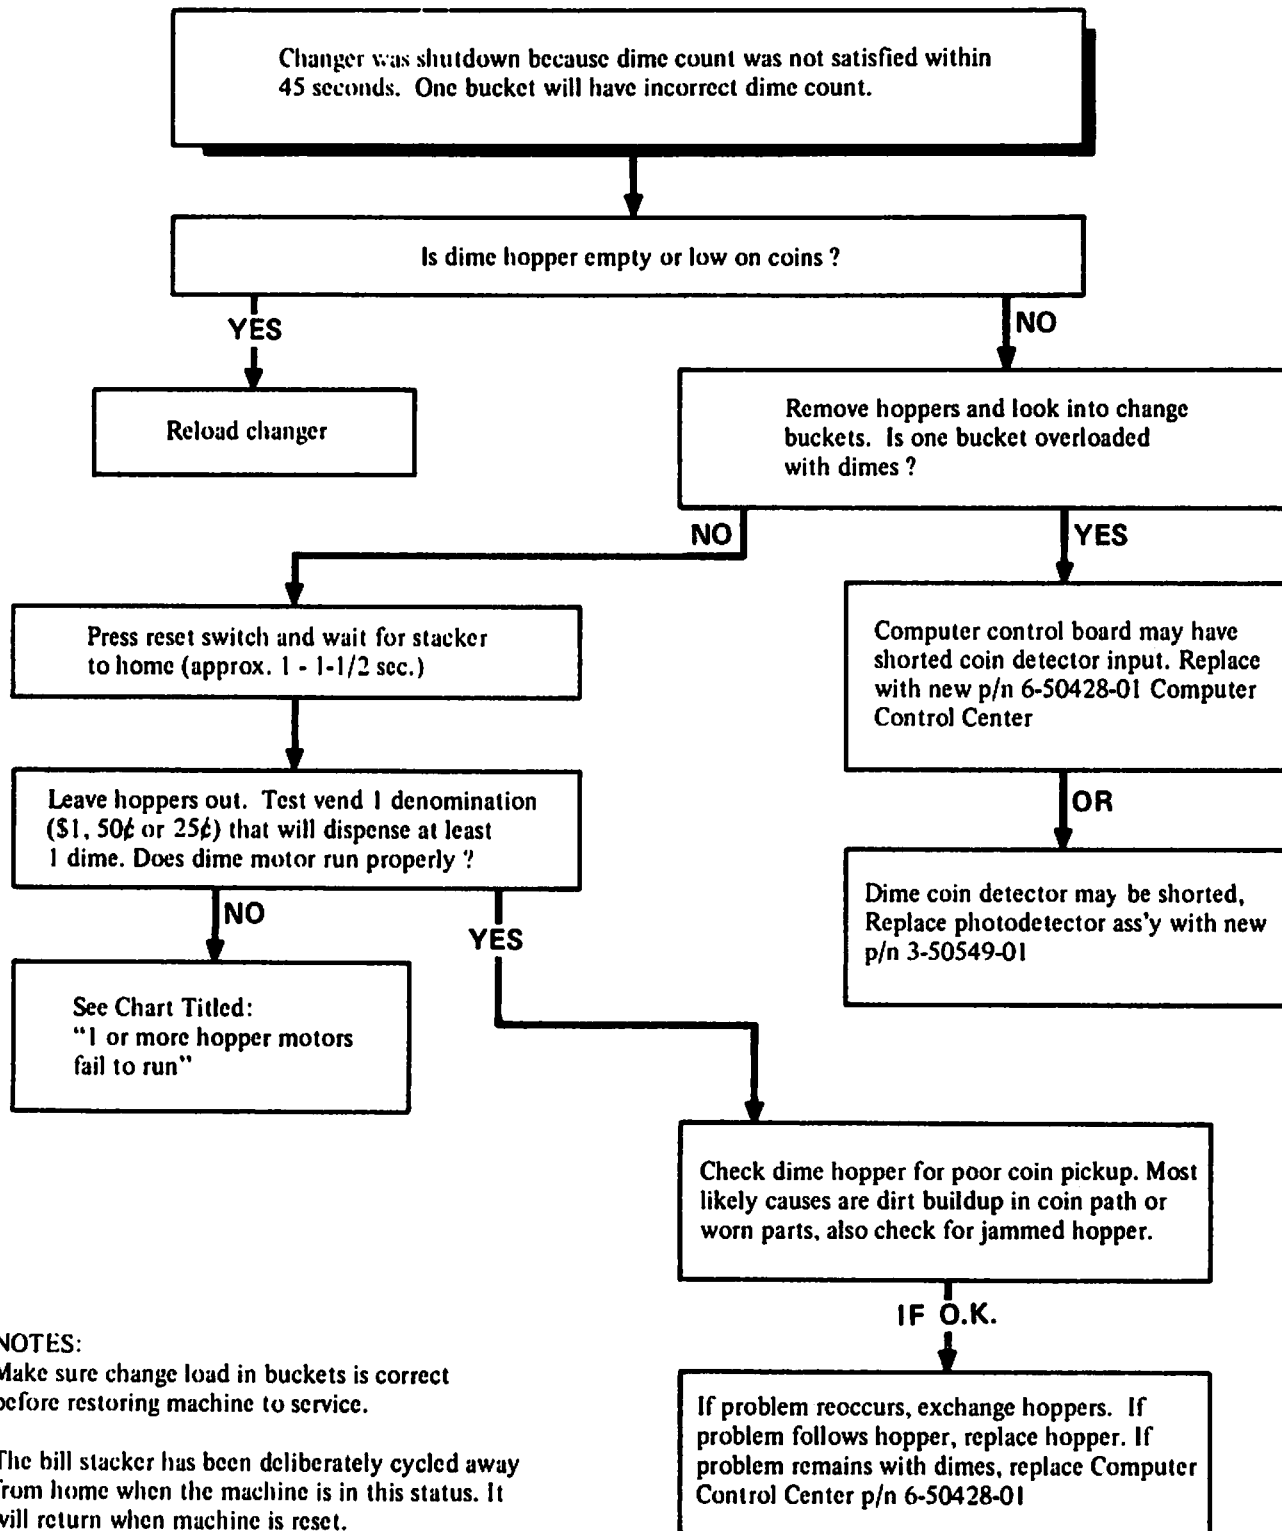 Changer was shutdown because dime count was not satisfied within
45 seconds. One bucket will have incorrect dime count.
Is dime hopper empty or low on coins ?
YES
NO
Reload changer
Remove hoppers and look into change
buckets. Is one bucket overloaded
with dimes ?
NO
YES
Press reset switch and wait for stacker
to home (approx. 1 - 1-1/2 sec.)
Computer control board may have
shorted coin detector input. Replace
with new p/n 6-50428-01 Computer
Control Center
Leave hoppers out. Test vend 1 denomination
($1, 50¢ or 25¢) that will dispense at least
1 dime. Does dime motor run properly ?
OR
Dime coin detector may be shorted,
Replace photodetector ass'y with new
p/n 3-50549-01
NO
YES
See Chart Titled:
"1 or more hopper motors
fail to run"
Check dime hopper for poor coin pickup. Most
likely causes are dirt buildup in coin path or
worn parts, also check for jammed hopper.
IF O.K.
If problem reoccurs, exchange hoppers. If
problem follows hopper, replace hopper. If
problem remains with dimes, replace Computer
Control Center p/n 6-50428-01
NOTES:
Make sure change load in buckets is correct
before restoring machine to service.
The bill stacker has been deliberately cycled away
from home when the machine is in this status. It
will return when machine is reset.